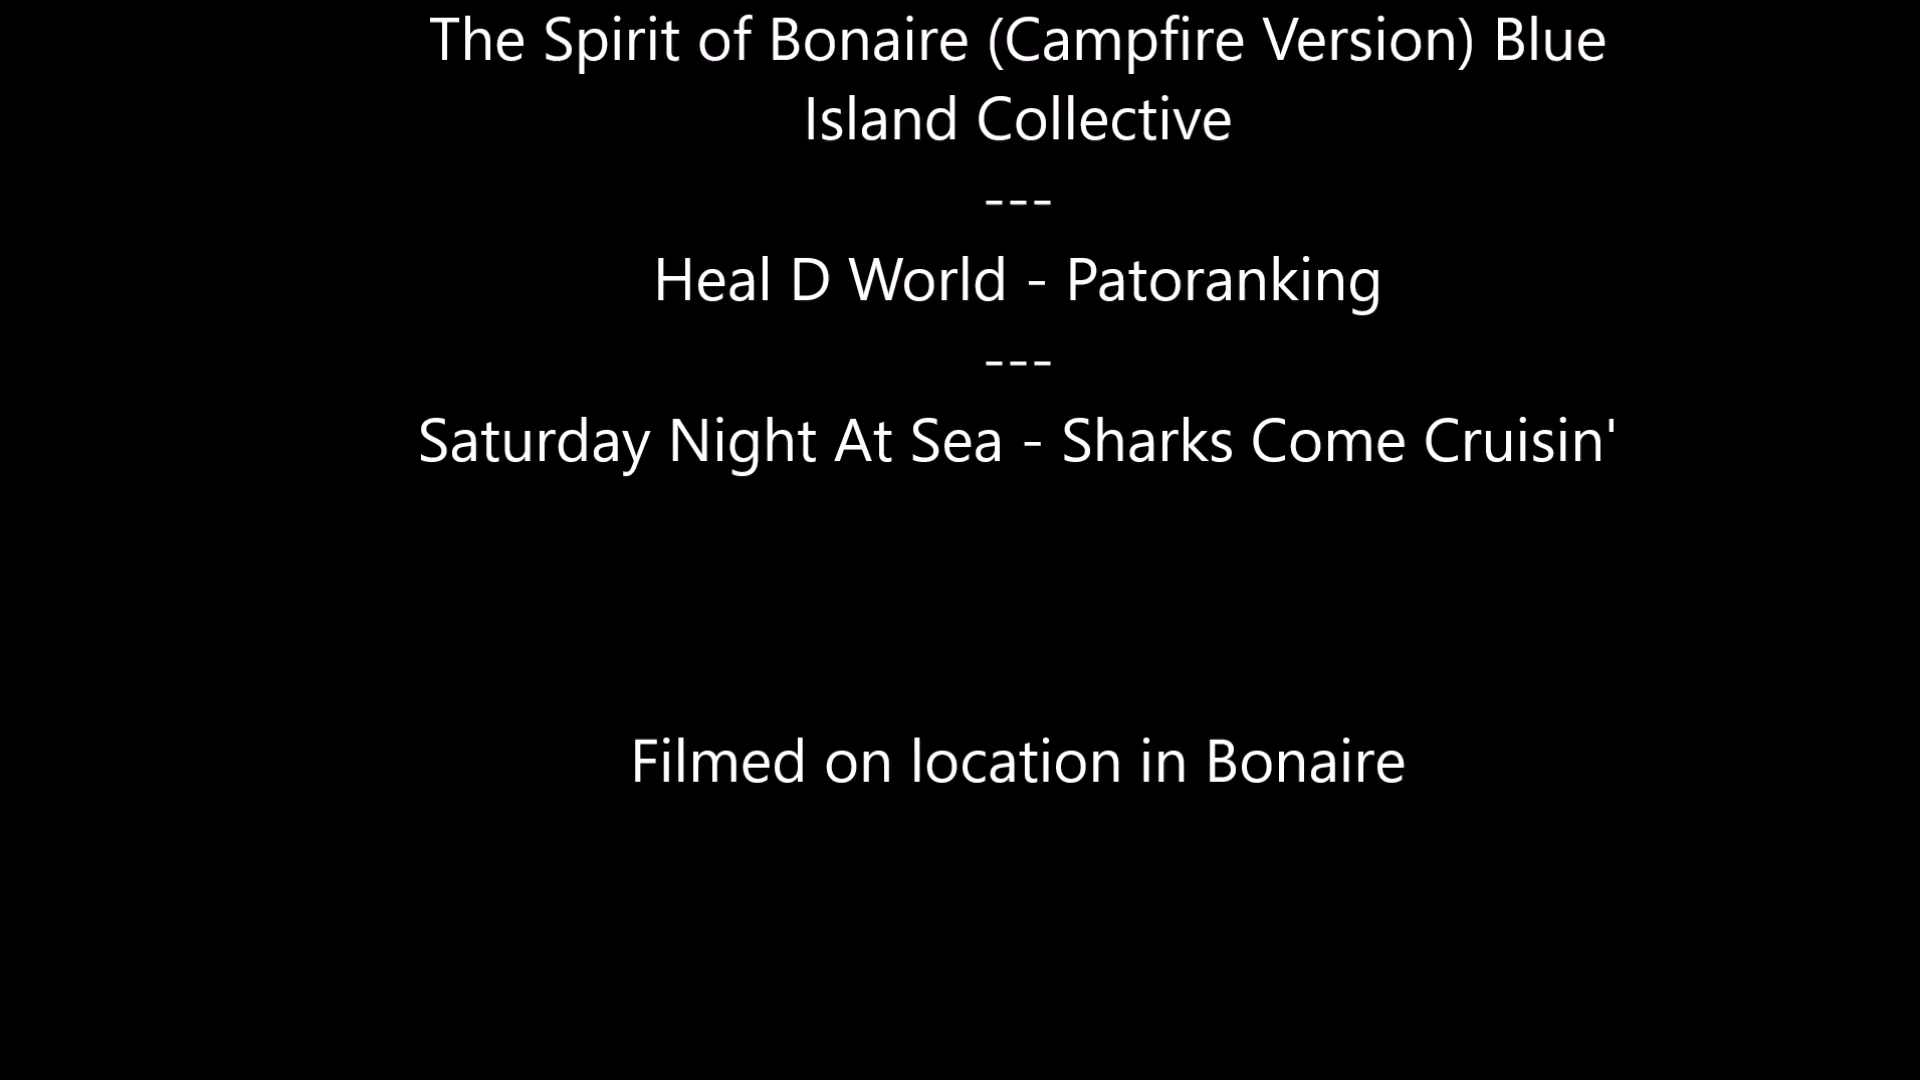 The Spirit of Bonaire (Campfire Version) Blue
Island Collective
---
Heal D World - Patoranking
---
Saturday Night At Sea - Sharks Come Cruisin'
Filmed on location in Bonaire